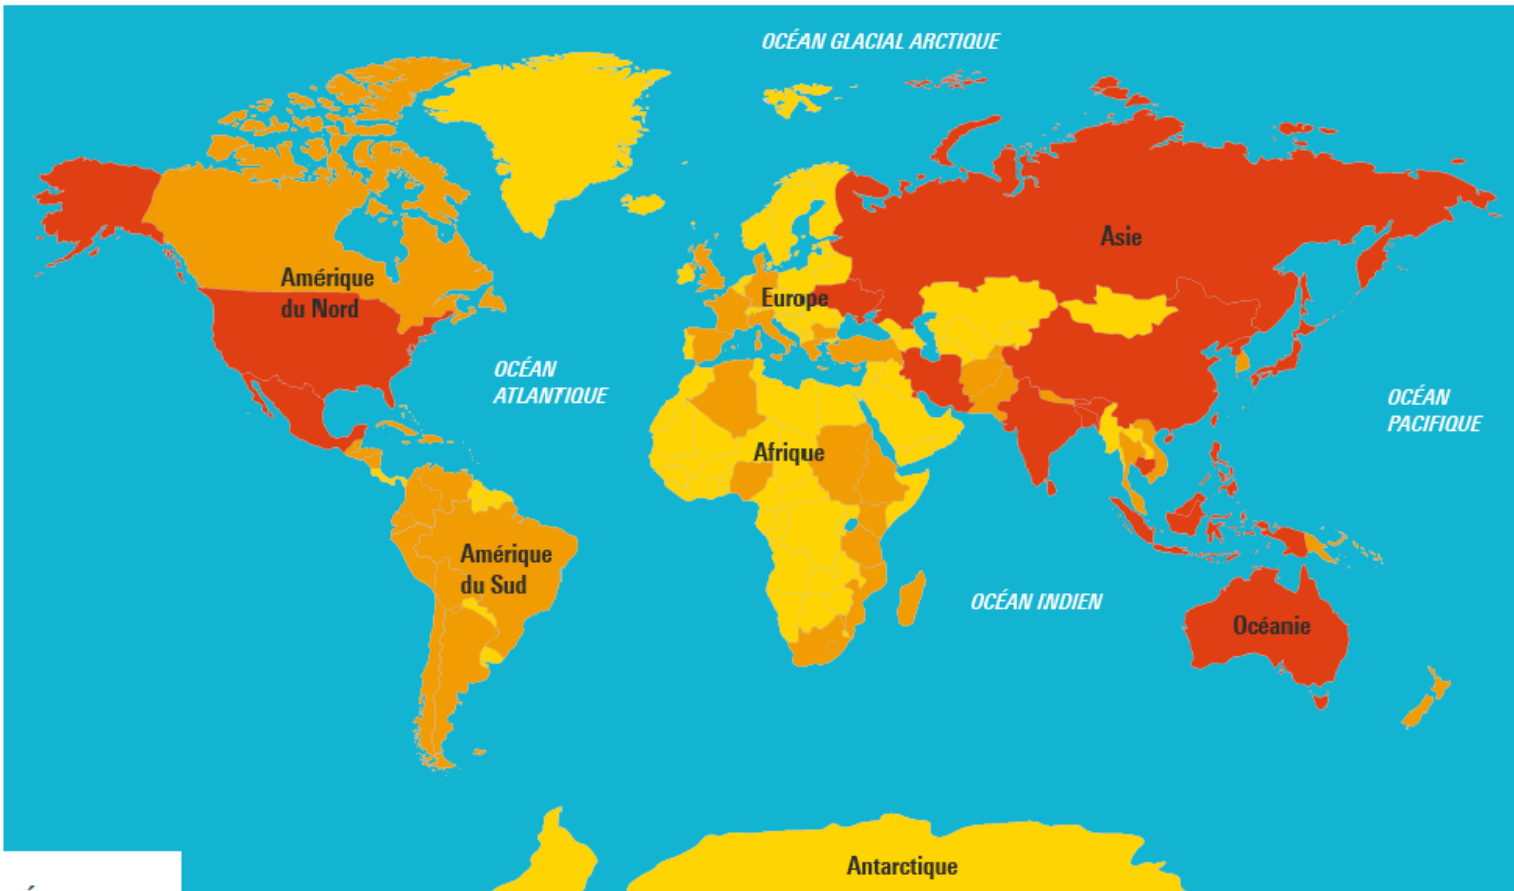 OCÉAN GLACIAL ARCTIQUE
Asie
Amérique
du Nord
Europe
OCÉAN
ATLANTIQUE
OCÉAN
PACIFIQUE
Afrique
Amérique
du Sud
OCÉAN INDIEN
Océanie
Antarctique